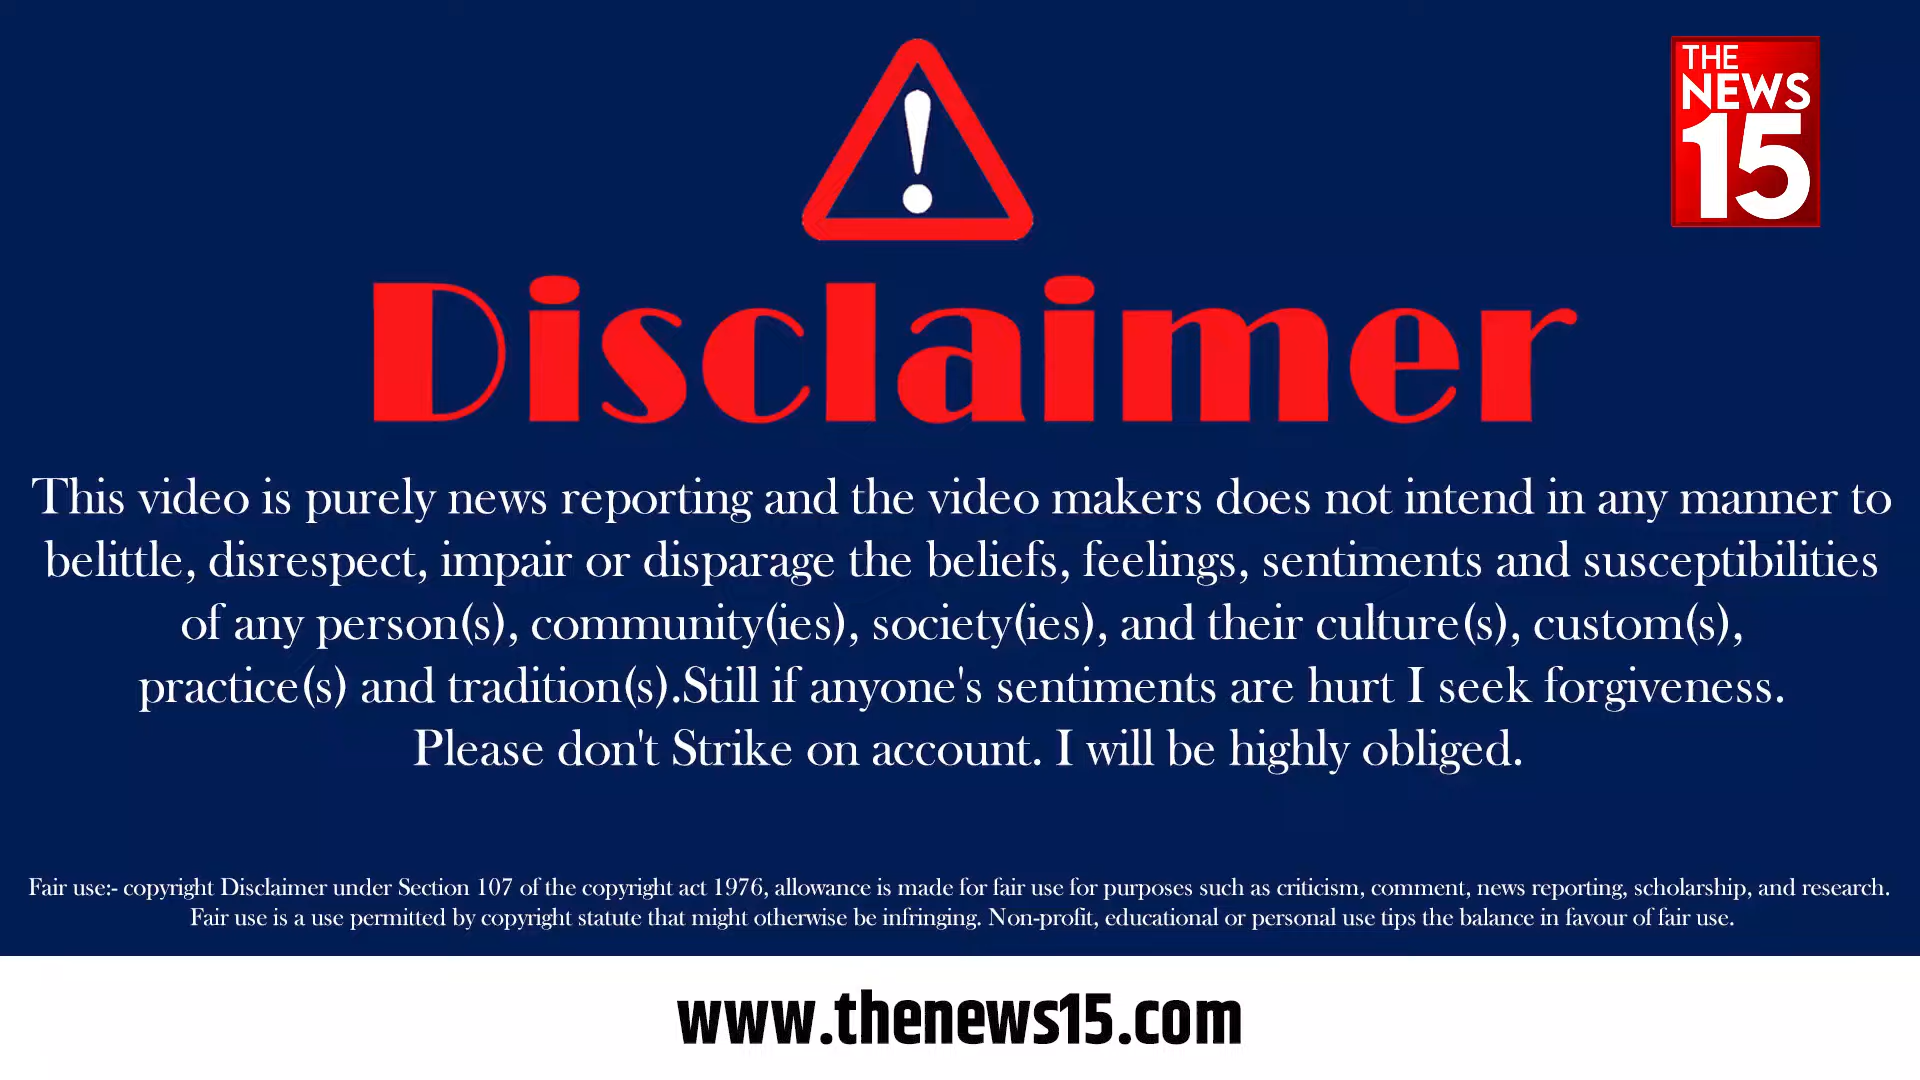 THE
NEWS
15
Disclaimer
This video is purely news reporting and the video makers does not intend in any manner to
belittle, disrespect, impair or disparage the beliefs, feelings, sentiments and susceptibilities
of any person(s), community(ies), society(ies), and their culture(s), custom(s),
practice(s) and tradition(s).Still if anyone's sentiments are hurt I seek forgiveness.
Please don't Strike on account. I will be highly obliged.
Fair use:- copyright Disclaimer under Section 107 of the copyright act 1976, allowance is made for fair use for purposes such as criticism, comment, news reporting, scholarship, and research.
Fair use is a use permitted by copyright statute that might otherwise be infringing. Non-profit, educational or personal use tips the balance in favour of fair use.
www.thenews15.com